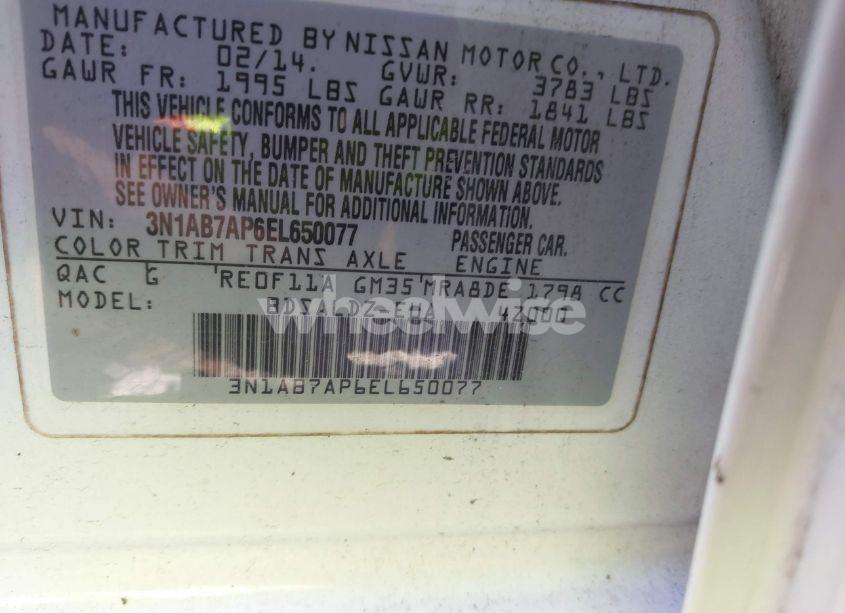 MANUFACTURED BY NISSAN MOTOR CO., LTD.
DATE: 02/14. GVWR: 3783 LBS
GAWR FR: 1995 LBS GAWR RR: 1841 LBS
THIS VEHICLE CONFORMS TO ALL APPLICABLE FEDERAL MOTOR
VEHICLE SAFETY, BUMPER AND THEFT PREVENTION STANDARDS
IN EFFECT ON THE DATE OF MANUFACTURE SHOWN ABOVE.
SEE OWNER'S MANUAL FOR ADDITIONAL INFORMATION.
VIN: 3N1AB7AP6EL650077 PASSENGER CAR.
COLOR TRIM TRANS AXLE ENGINE
QAC G RE0F11A GM35 MRA8DE 1798 CC
MODEL: 4Z000
wheelwise
3N1AB7AP6EL650077